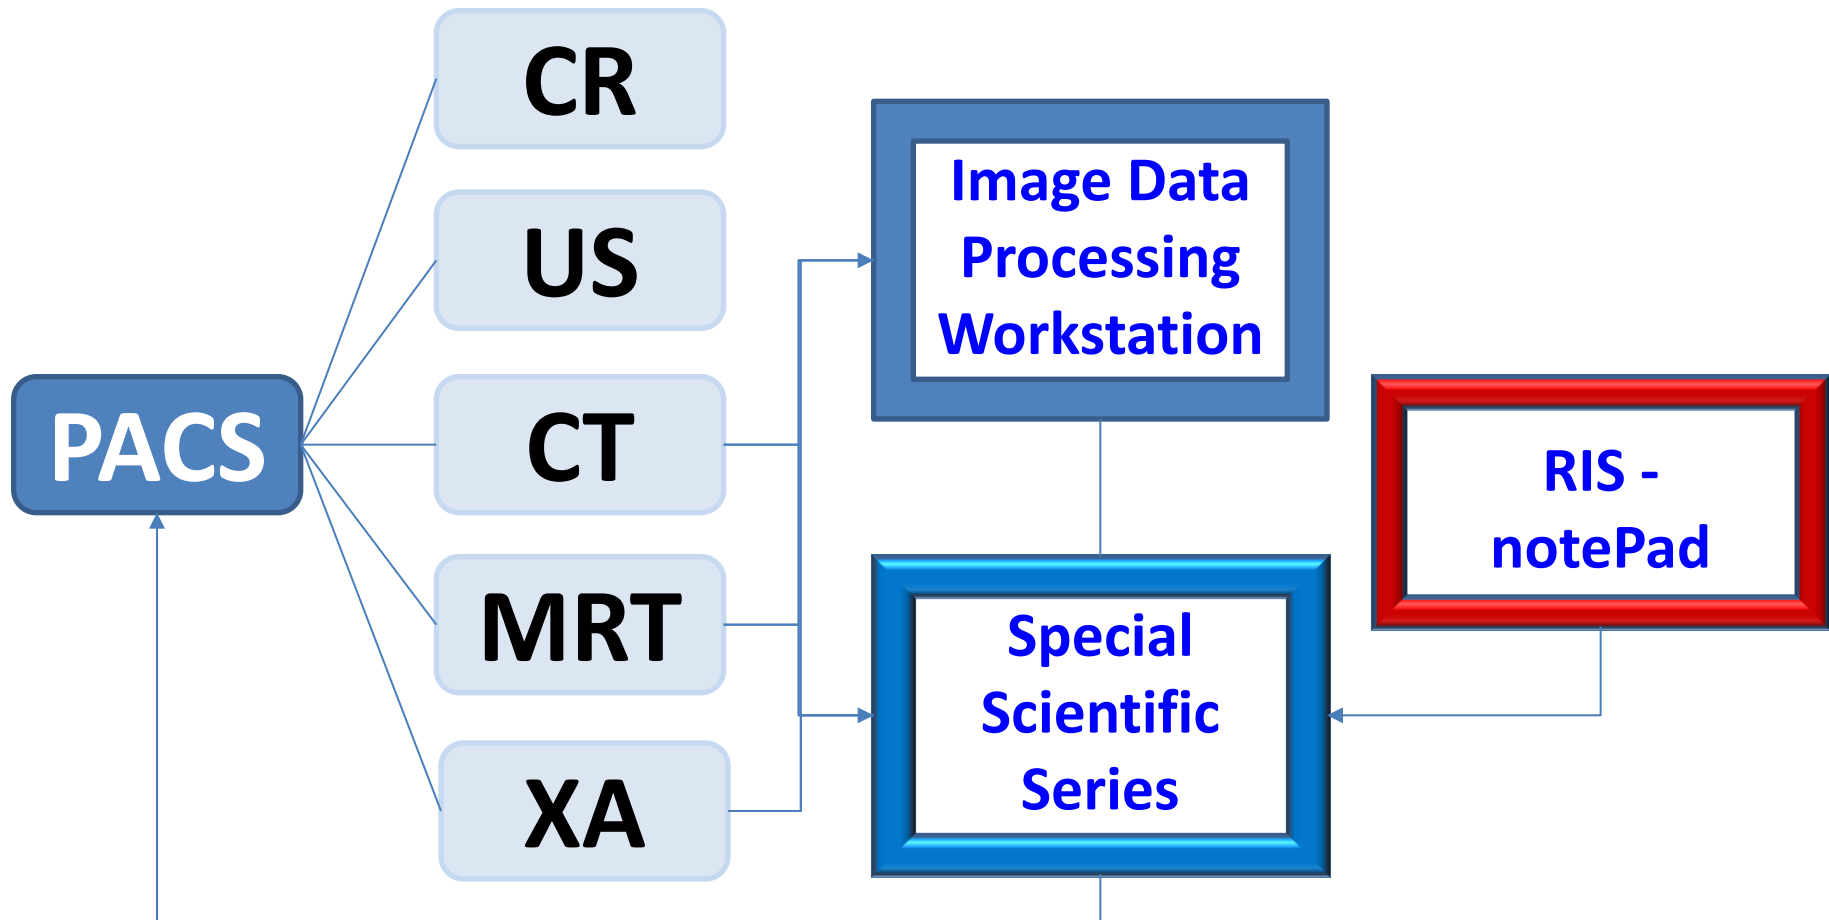 CR
US
CT
MRT
XA
PACS
Image Data
Processing
Workstation
Special
Scientific
Series
RIS -
notePad